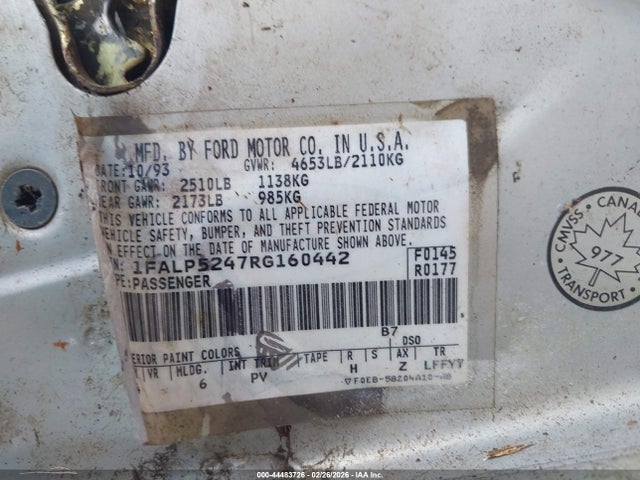 MFD. BY FORD MOTOR CO. IN U.S.A.
DATE: 10/93 GVWR: 4653LB/2110KG
FRONT GAWR: 2510LB 1138KG
REAR GAWR: 2173LB 985KG
THIS VEHICLE CONFORMS TO ALL APPLICABLE FEDERAL MOTOR
VEHICLE SAFETY, BUMPER, AND THEFT PREVENTION STANDARDS
IN EFFECT ON THE DATE OF MANUFACTURE SHOWN ABOVE.
1FALP5247RG160442
F0145
R0177
PE: PASSENGER
B7
DSO
ERIOR PAINT COLORS
VR MLDG. INT TRIM TAPE R S AX TR
6 PV H Z LFFYY
CMVSS • CANADA
977
TRANSPORT
02-44483726 - 02/26/2026 - © IAA Inc.